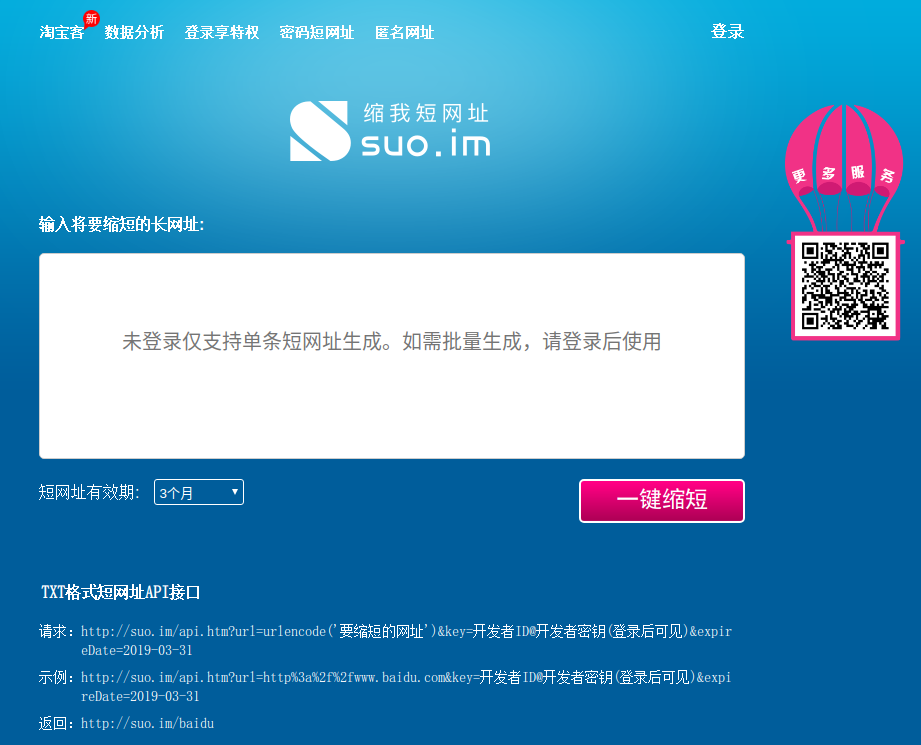 淘宝客 新 数据分析 登录享特权 密码短网址 匿名网址 登录
缩我短网址
suo.im
更多服务
输入将要缩短的长网址:
未登录仅支持单条短网址生成。如需批量生成，请登录后使用
短网址有效期: 3个月 一键缩短
TXT格式短网址API接口
请求: http://suo.im/api.htm?url=urlencode('要缩短的网址')&key=开发者ID@开发者密钥(登录后可见)&expir
eDate=2019-03-31
示例: http://suo.im/api.htm?url=http%3a%2f%2fwww.baidu.com&key=开发者ID@开发者密钥(登录后可见)&expi
reDate=2019-03-31
返回: http://suo.im/baidu